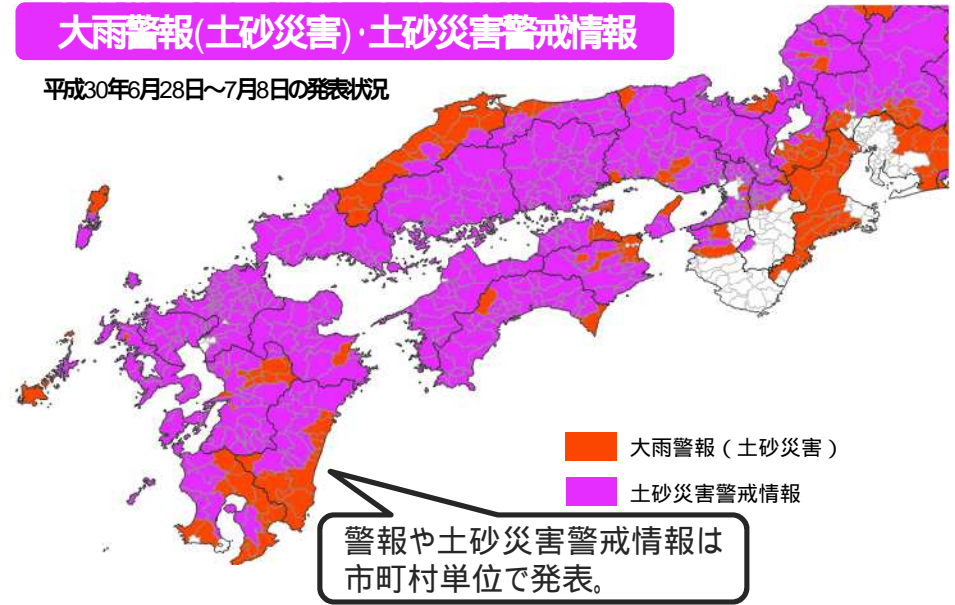 大雨警報(土砂災害)・土砂災害警戒情報
平成30年6月28日～7月8日の発表状況
大雨警報（土砂災害）
土砂災害警戒情報
警報や土砂災害警戒情報は
市町村単位で発表。